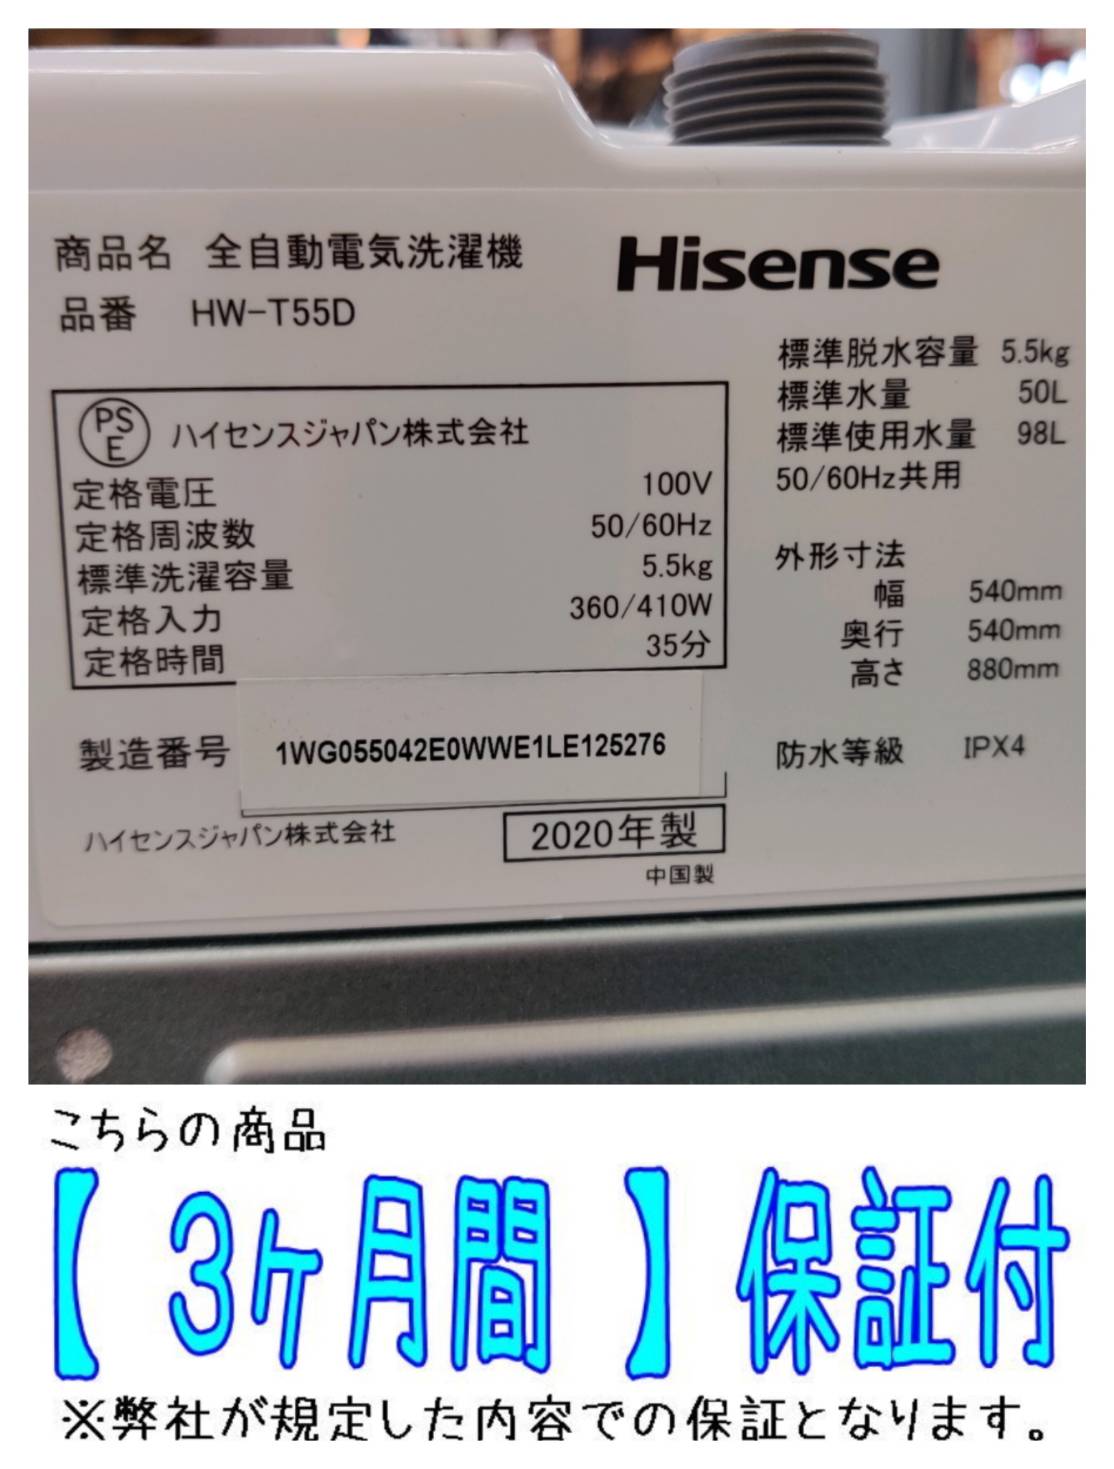 商品名 全自動電気洗濯機
品番 HW-T55D
Hisense
PSE ハイセンスジャパン株式会社
定格電圧 100V
定格周波数 50/60Hz
標準洗濯容量 5.5kg
定格入力 360/410W
定格時間 35分
標準脱水容量 5.5kg
標準水量 50L
標準使用水量 98L
50/60Hz共用
外形寸法
幅 540mm
奥行 540mm
高さ 880mm
製造番号 1WG055042E0WWE1LE125276
防水等級 IPX4
ハイセンスジャパン株式会社 2020年製
中国製
こちらの商品
【 3ケ月間 】保証付
※弊社が規定した内容での保証となります。